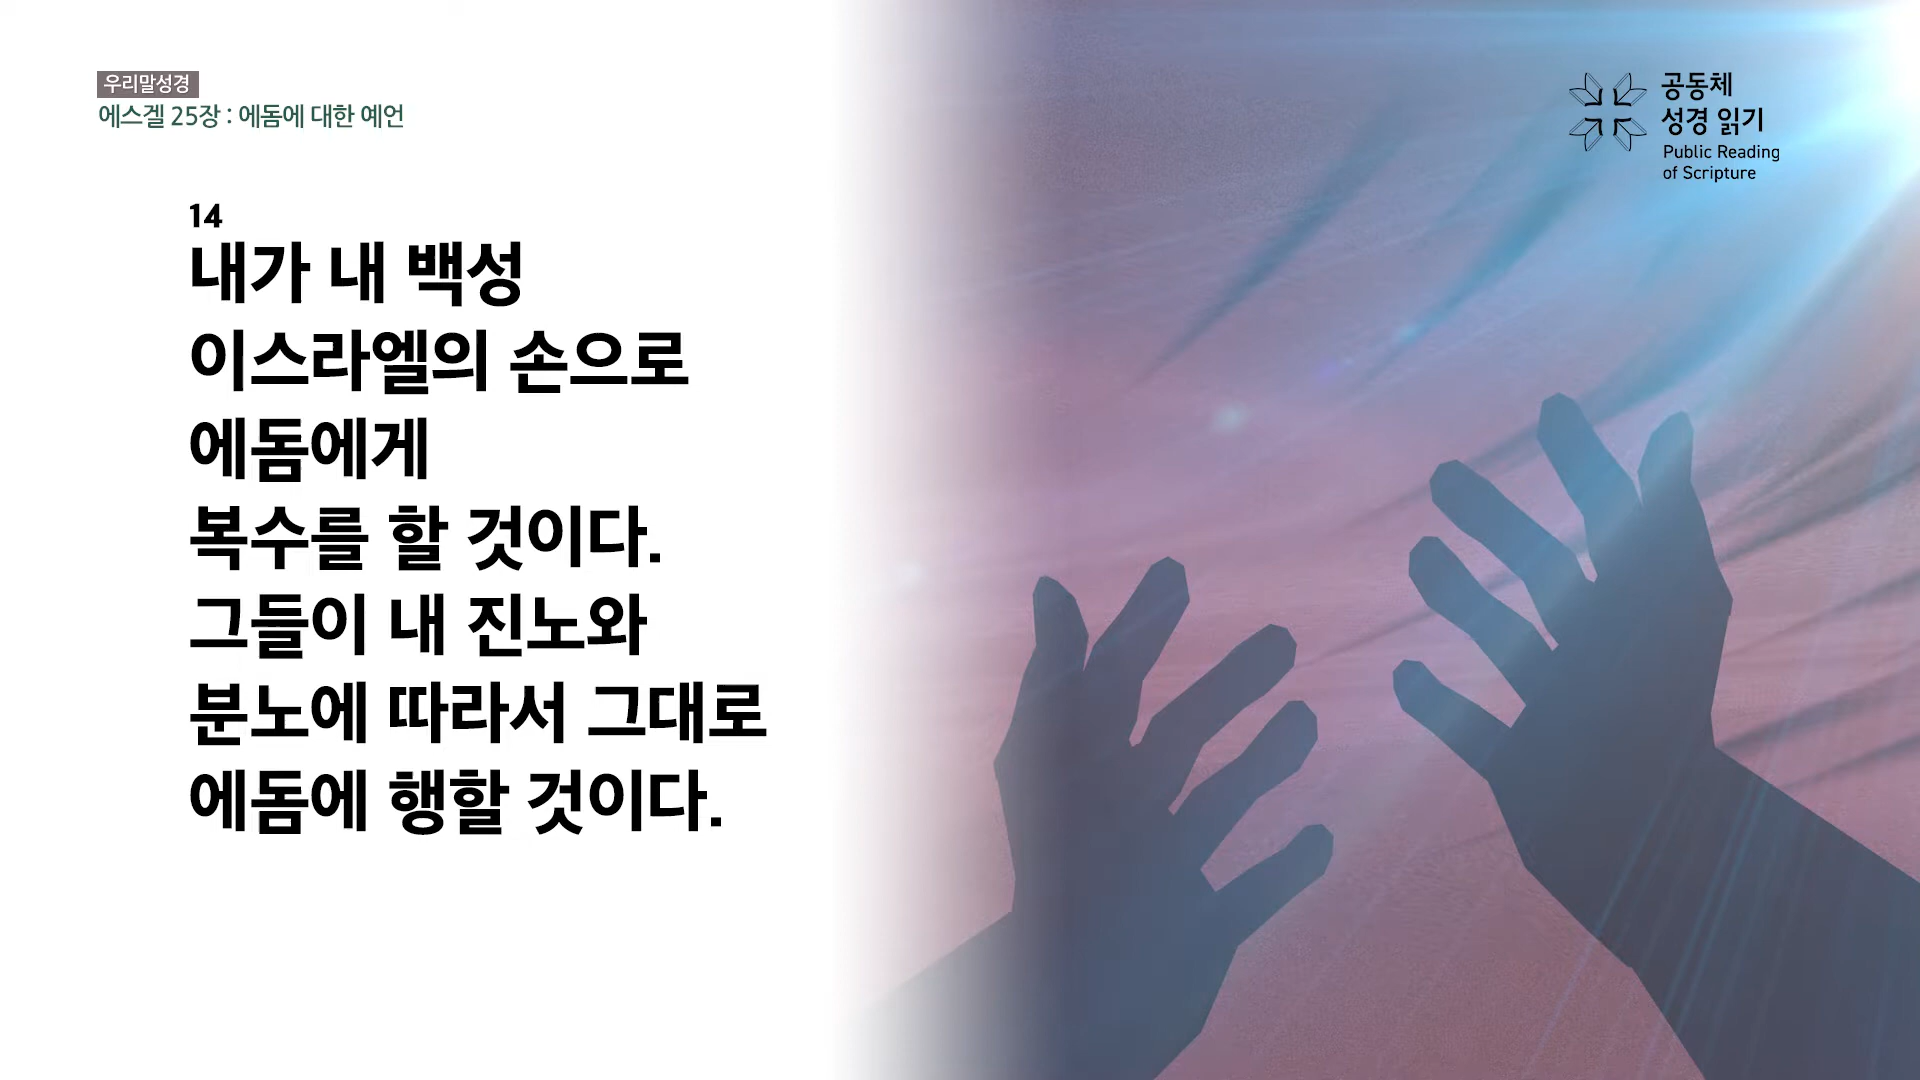 우리말성경
에스겔 25장 : 에돔에 대한 예언
공동체
성경 읽기
Public Reading
of Scripture
14
내가 내 백성
이스라엘의 손으로
에돔에게
복수를 할 것이다.
그들이 내 진노와
분노에 따라서 그대로
에돔에 행할 것이다.